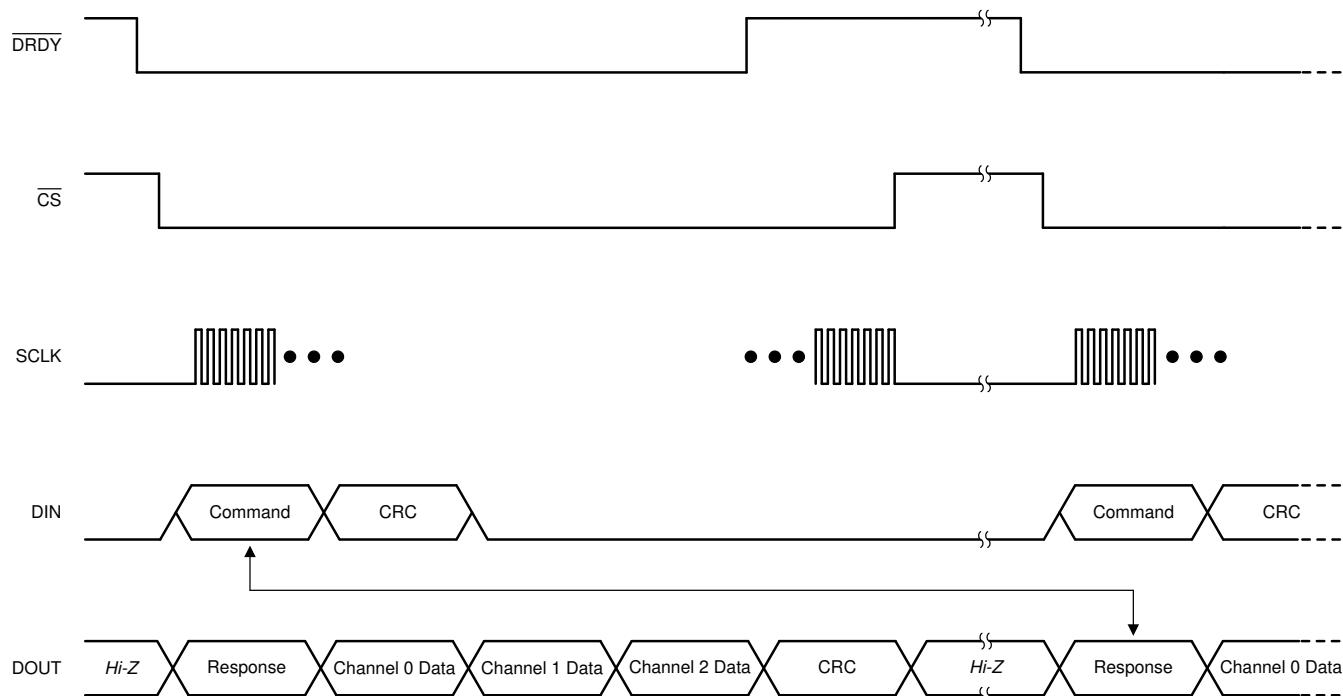 DRDY
CS
SCLK
DIN
Command
CRC
Command
CRC
DOUT
Hi-Z
Response
Channel 0 Data
Channel 1 Data
Channel 2 Data
CRC
Hi-Z
Response
Channel 0 Data